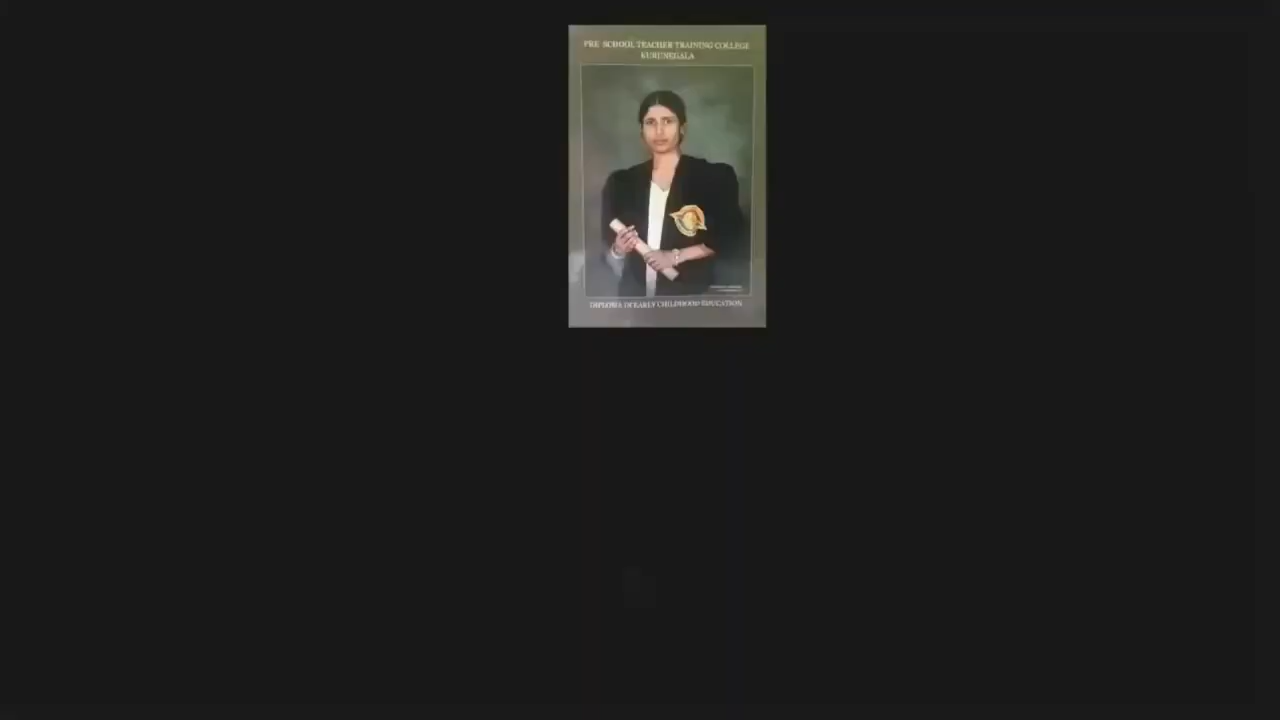 PRE SCHOOL TEACHER TRAINING COLLEGE
KURUNEGALA
DIPLOMA IN EARLY CHILDHOOD EDUCATION